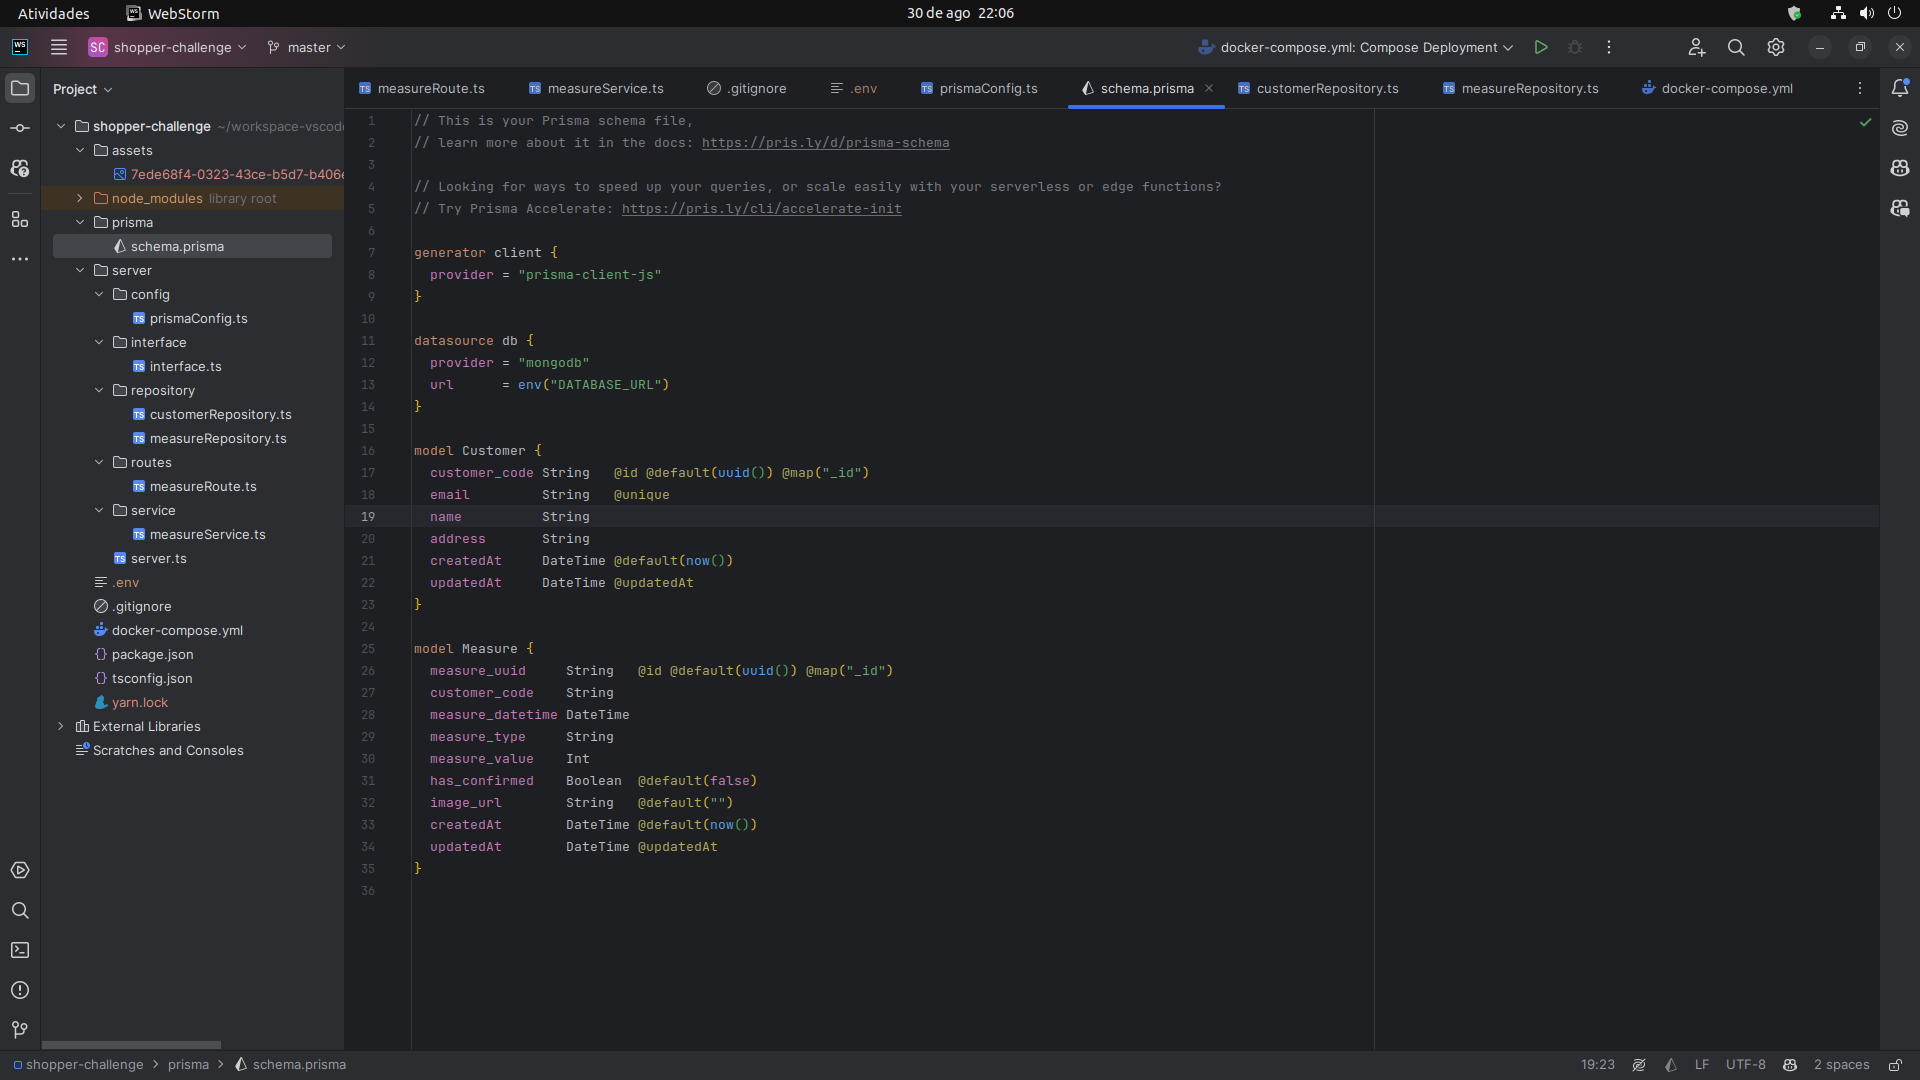 Atividades WebStorm 30 de ago 22:06
WS SC shopper-challenge master docker-compose.yml: Compose Deployment
Project
measureRoute.ts measureService.ts .gitignore .env prismaConfig.ts schema.prisma customerRepository.ts measureRepository.ts docker-compose.yml
shopper-challenge ~/workspace-vscod
assets
7ede68f4-0323-43ce-b5d7-b406
node_modules library root
prisma
schema.prisma
server
config
prismaConfig.ts
interface
interface.ts
repository
customerRepository.ts
measureRepository.ts
routes
measureRoute.ts
service
measureService.ts
server.ts
.env
.gitignore
docker-compose.yml
package.json
tsconfig.json
yarn.lock
External Libraries
Scratches and Consoles
1 // This is your Prisma schema file,
2 // learn more about it in the docs: https://pris.ly/d/prisma-schema
3
4 // Looking for ways to speed up your queries, or scale easily with your serverless or edge functions?
5 // Try Prisma Accelerate: https://pris.ly/cli/accelerate-init
6
7 generator client {
8   provider = "prisma-client-js"
9 }
10
11 datasource db {
12   provider = "mongodb"
13   url      = env("DATABASE_URL")
14 }
15
16 model Customer {
17   customer_code String   @id @default(uuid()) @map("_id")
18   email         String   @unique
19   name          String
20   address       String
21   createdAt     DateTime @default(now())
22   updatedAt     DateTime @updatedAt
23 }
24
25 model Measure {
26   measure_uuid     String   @id @default(uuid()) @map("_id")
27   customer_code    String
28   measure_datetime DateTime
29   measure_type     String
30   measure_value    Int
31   has_confirmed    Boolean  @default(false)
32   image_url        String   @default("")
33   createdAt        DateTime @default(now())
34   updatedAt        DateTime @updatedAt
35 }
36
shopper-challenge > prisma > schema.prisma 19:23 LF UTF-8 2 spaces